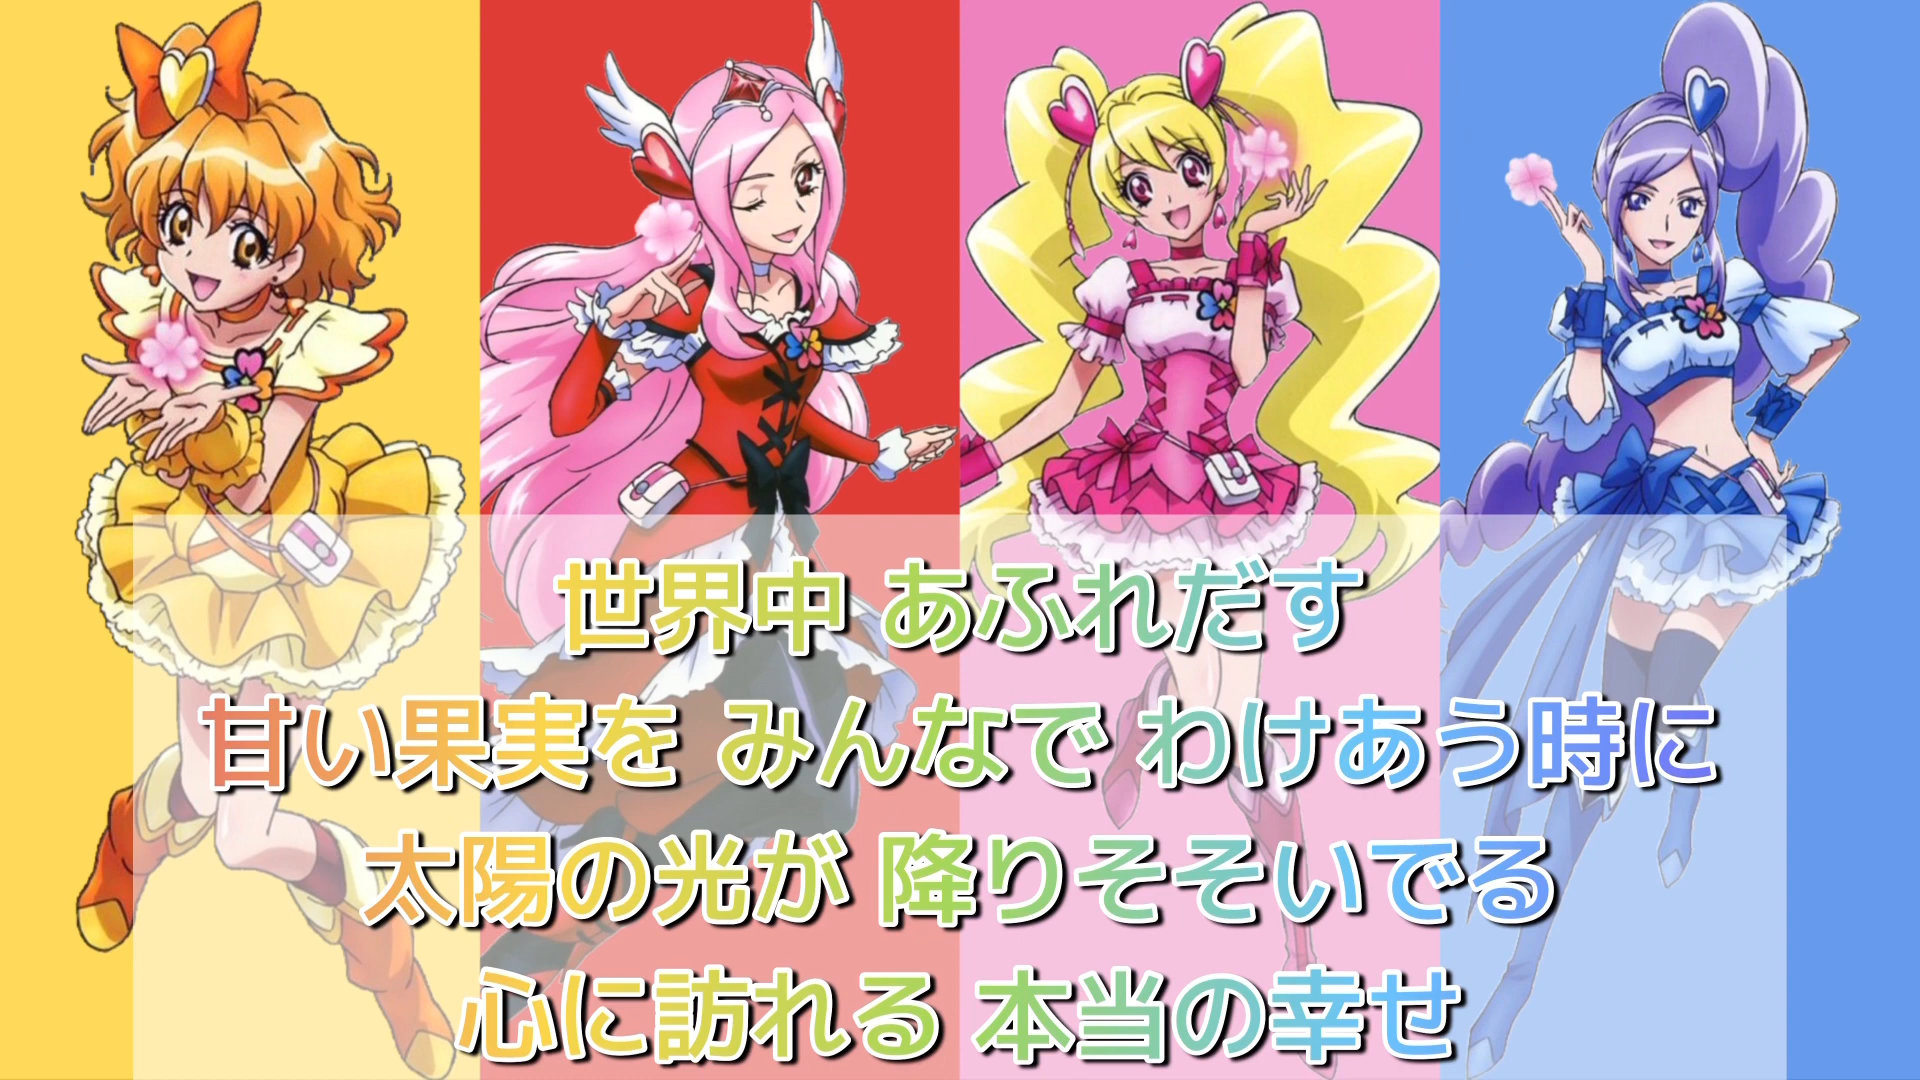 世界中 あふれだす
甘い果実を みんなで わけあう時に
太陽の光が 降りそそいでる
心に訪れる 本当の幸せ